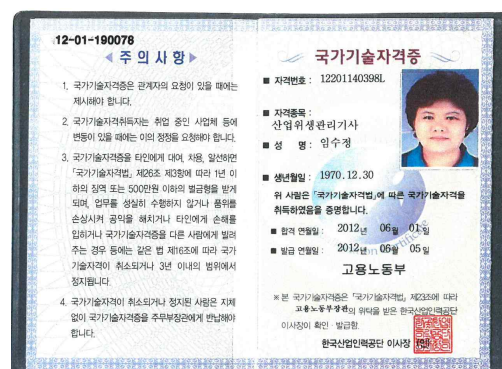 12-01-190078
◀ 주 의 사 항 ▶
1. 국가기술자격증은 관계자의 요청이 있을 때에는
제시해야 합니다.
2. 국가기술자격취득자는 취업 중인 사업체 등에
변동이 있을 때에는 이의 정정을 요청해야 합니다.
3. 국가기술자격증을 타인에게 대여, 차용, 알선하면
「국가기술자격법」 제26조 제3항에 따라 1년 이
하의 징역 또는 500만원 이하의 벌금형을 받게
되며, 업무를 성실히 수행하지 않거나 품위를
손상시켜 공익을 해치거나 타인에게 손해를
입히거나 국가기술자격증을 다른 사람에게 빌려
주는 경우 등에는 같은 법 제16조에 따라 국가
기술자격이 취소되거나 3년 이내의 범위에서
정지됩니다.
4. 국가기술자격이 취소되거나 정지된 사람은 지체
없이 국가기술자격증을 주무부장관에게 반납해야
합니다.
국가기술자격증
■ 자격번호 : 12201140398L
■ 자격종목 :
산업위생관리기사
■ 성 명 : 임수정
■ 생년월일 : 1970.12.30
위 사람은 「국가기술자격법」에 따른 국가기술자격을
취득하였음을 증명합니다.
■ 합격 연월일 : 2012년 06월 01일
■ 발급 연월일 : 2012년 06월 05일
고용노동부
※ 본 국가기술자격증은 「국가기술자격법」 제23조에 따라
고용노동부장관의 위탁을 받은 한국산업인력공단
이사장이 확인 · 발급함.
한국산업인력공단 이사장 (인)